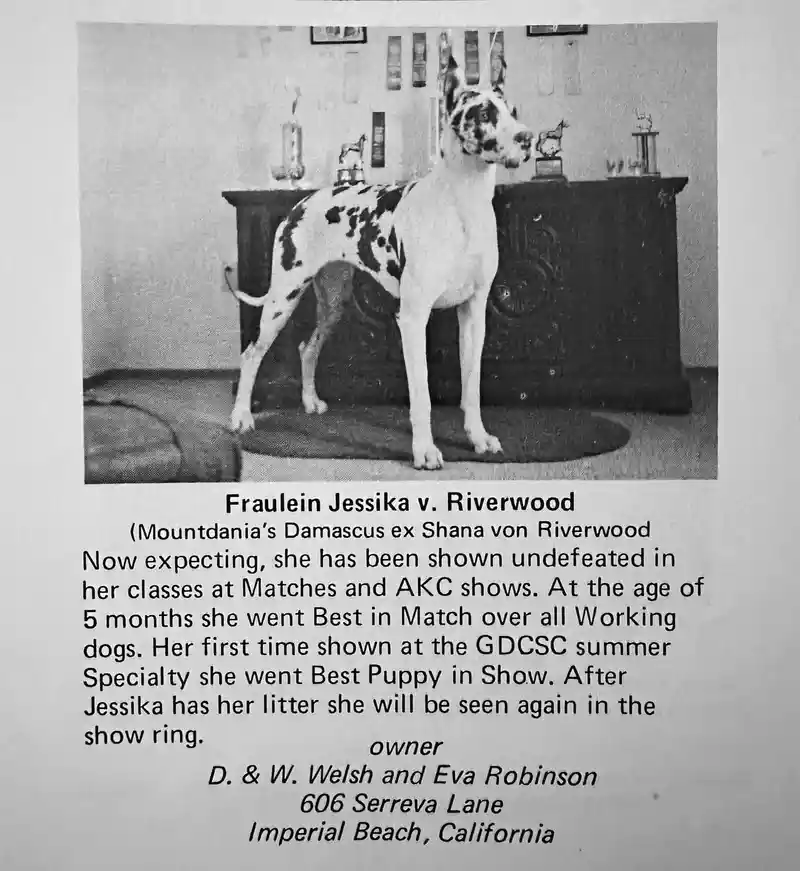 Fraulein Jessika v. Riverwood
(Mountdania's Damascus ex Shana von Riverwood
Now expecting, she has been shown undefeated in
her classes at Matches and AKC shows. At the age of
5 months she went Best in Match over all Working
dogs. Her first time shown at the GDCSC summer
Specialty she went Best Puppy in Show. After
Jessika has her litter she will be seen again in the
show ring.
owner
D. & W. Welsh and Eva Robinson
606 Serreva Lane
Imperial Beach, California